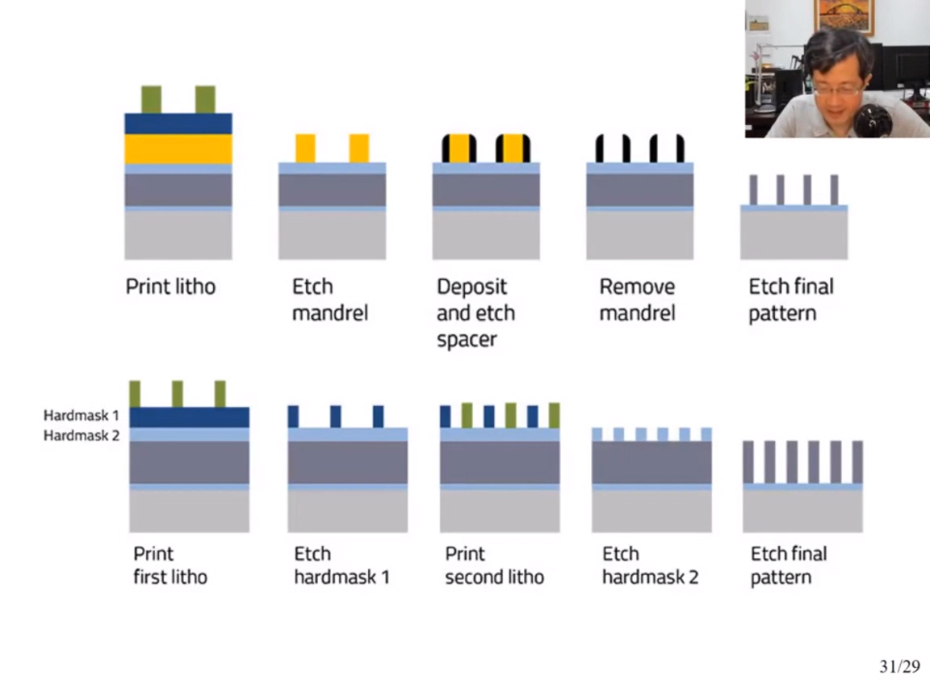 Print litho
Etch
mandrel
Deposit
and etch
spacer
Remove
mandrel
Etch final
pattern
Hardmask 1
Hardmask 2
Print
first litho
Etch
hardmask 1
Print
second litho
Etch
hardmask 2
Etch final
pattern
31/29